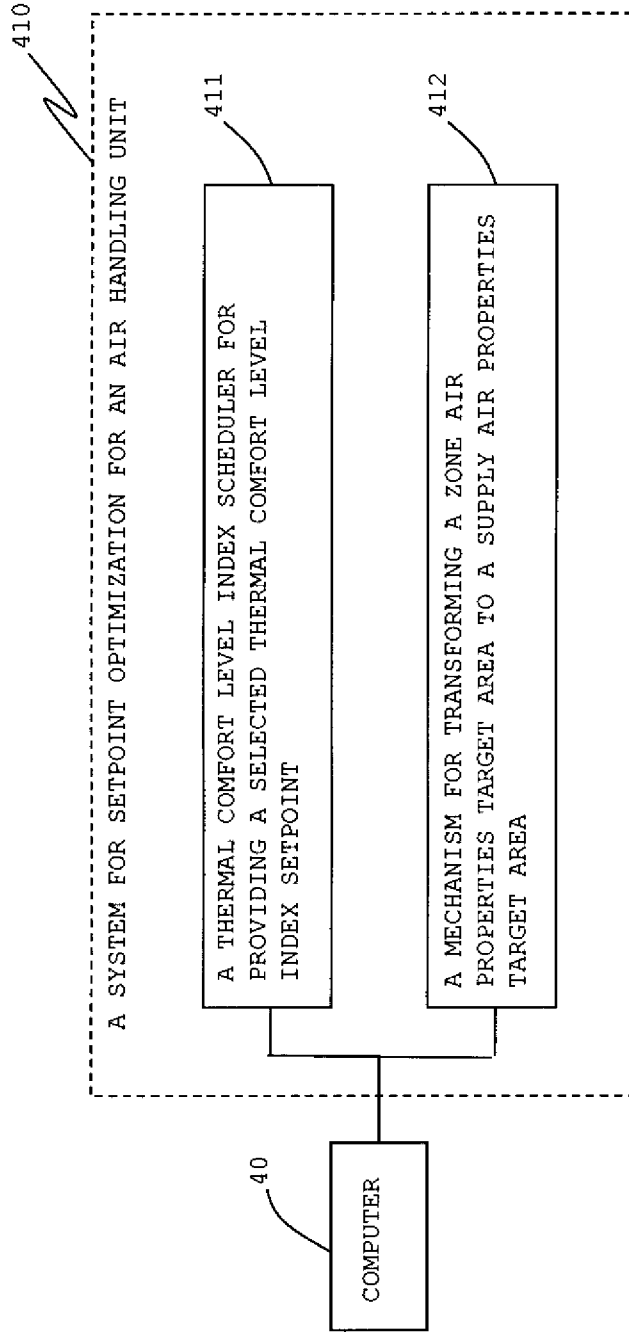 410
A SYSTEM FOR SETPOINT OPTIMIZATION FOR AN AIR HANDLING UNIT
411
A THERMAL COMFORT LEVEL INDEX SCHEDULER FOR
PROVIDING A SELECTED THERMAL COMFORT LEVEL
INDEX SETPOINT
412
A MECHANISM FOR TRANSFORMING A ZONE AIR
PROPERTIES TARGET AREA TO A SUPPLY AIR PROPERTIES
TARGET AREA
40
COMPUTER